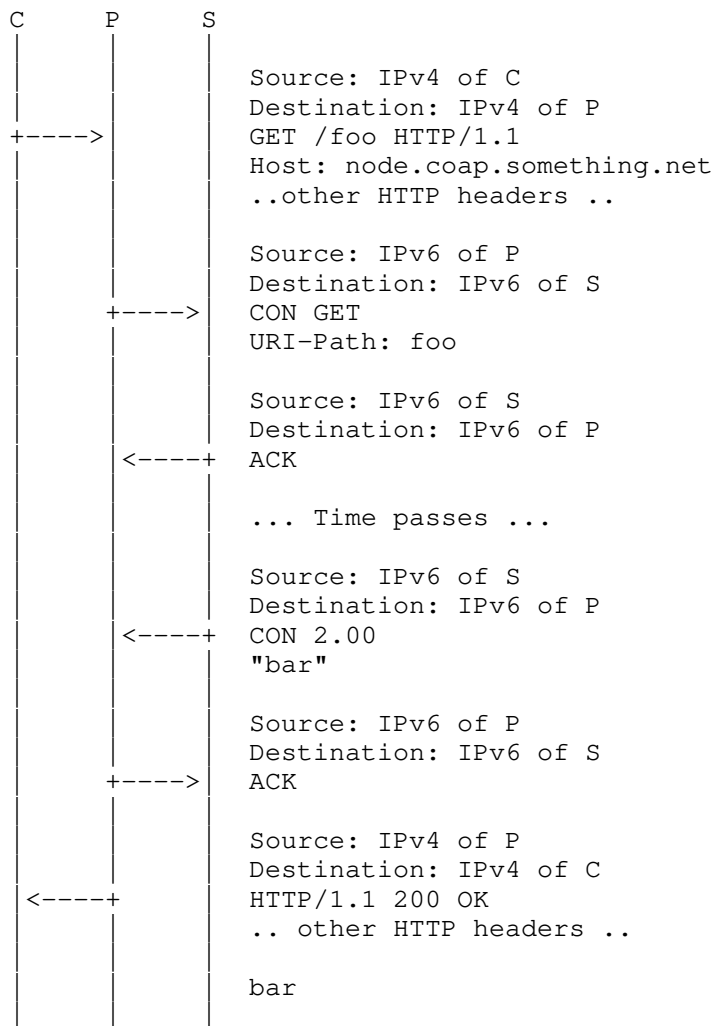 C P S
Source: IPv4 of C
Destination: IPv4 of P
GET /foo HTTP/1.1
Host: node.coap.something.net
..other HTTP headers ..
Source: IPv6 of P
Destination: IPv6 of S
CON GET
URI-Path: foo
Source: IPv6 of S
Destination: IPv6 of P
ACK
... Time passes ...
Source: IPv6 of S
Destination: IPv6 of P
CON 2.00
"bar"
Source: IPv6 of P
Destination: IPv6 of S
ACK
Source: IPv4 of P
Destination: IPv4 of C
HTTP/1.1 200 OK
.. other HTTP headers ..
bar